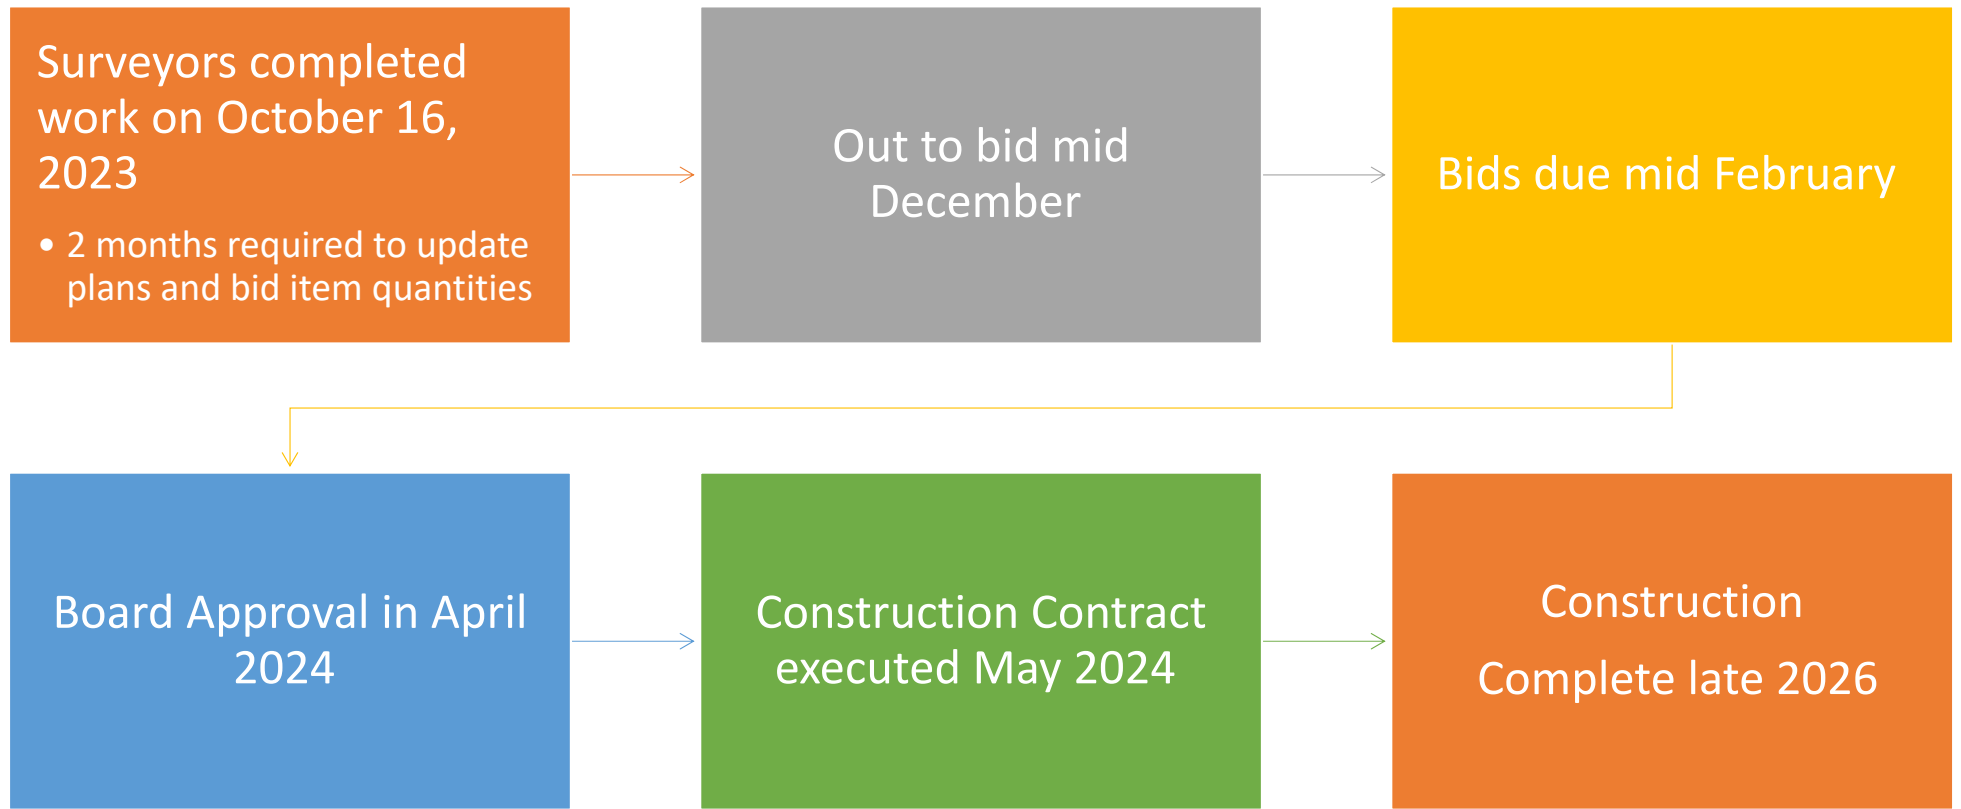 Surveyors completed
work on October 16,
2023
• 2 months required to update
plans and bid item quantities
Out to bid mid
December
Bids due mid February
Board Approval in April
2024
Construction Contract
executed May 2024
Construction
Complete late 2026